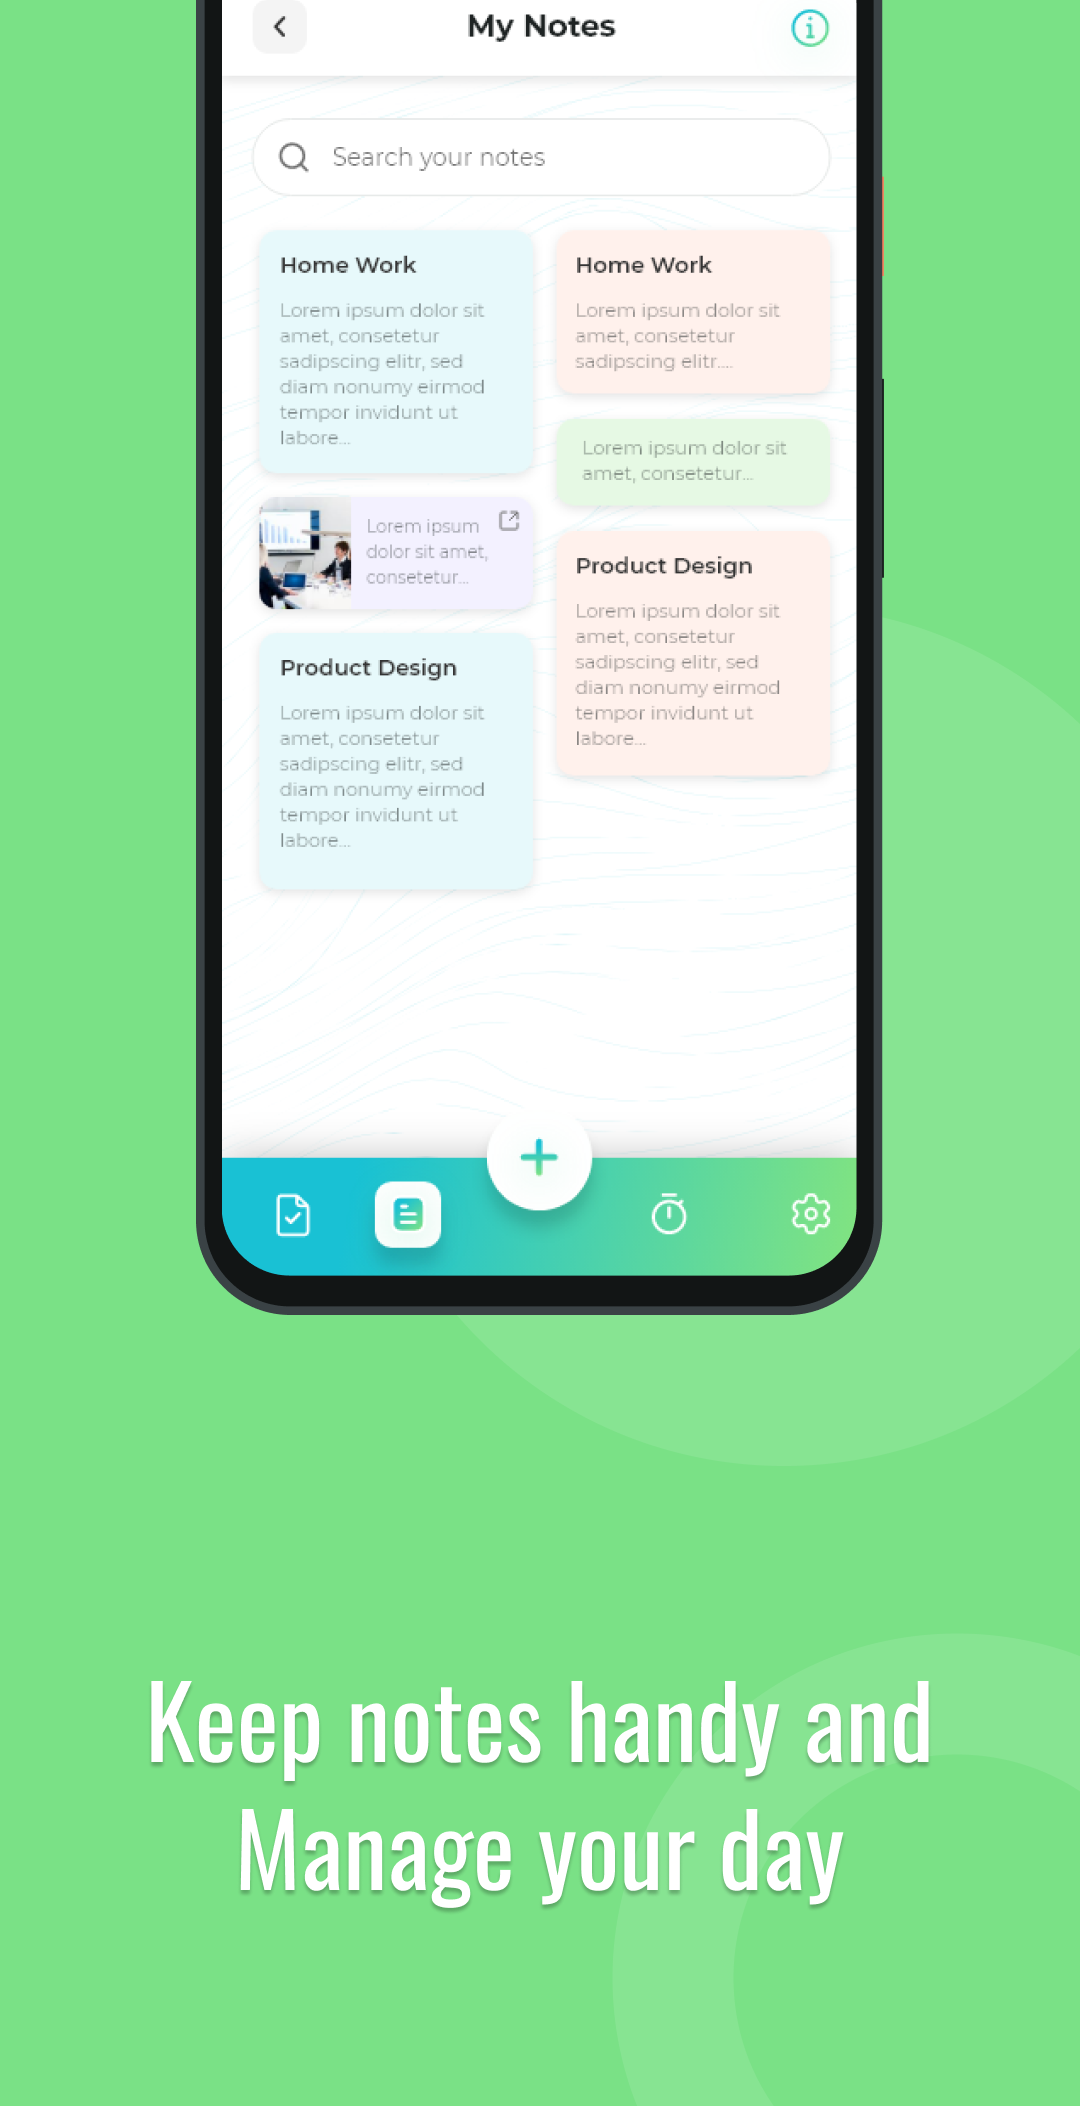 My Notes
Search your notes
Home Work
Lorem ipsum dolor sit
amet, consetetur
sadipscing elitr, sed
diam nonumy eirmod
tempor invidunt ut
labore...
Lorem ipsum
dolor sit amet,
consetetur...
Product Design
Lorem ipsum dolor sit
amet, consetetur
sadipscing elitr, sed
diam nonumy eirmod
tempor invidunt ut
labore...
Home Work
Lorem ipsum dolor sit
amet, consetetur
sadipscing elitr....
Lorem ipsum dolor sit
amet, consetetur...
Product Design
Lorem ipsum dolor sit
amet, consetetur
sadipscing elitr, sed
diam nonumy eirmod
tempor invidunt ut
labore...
Keep notes handy and
Manage your day